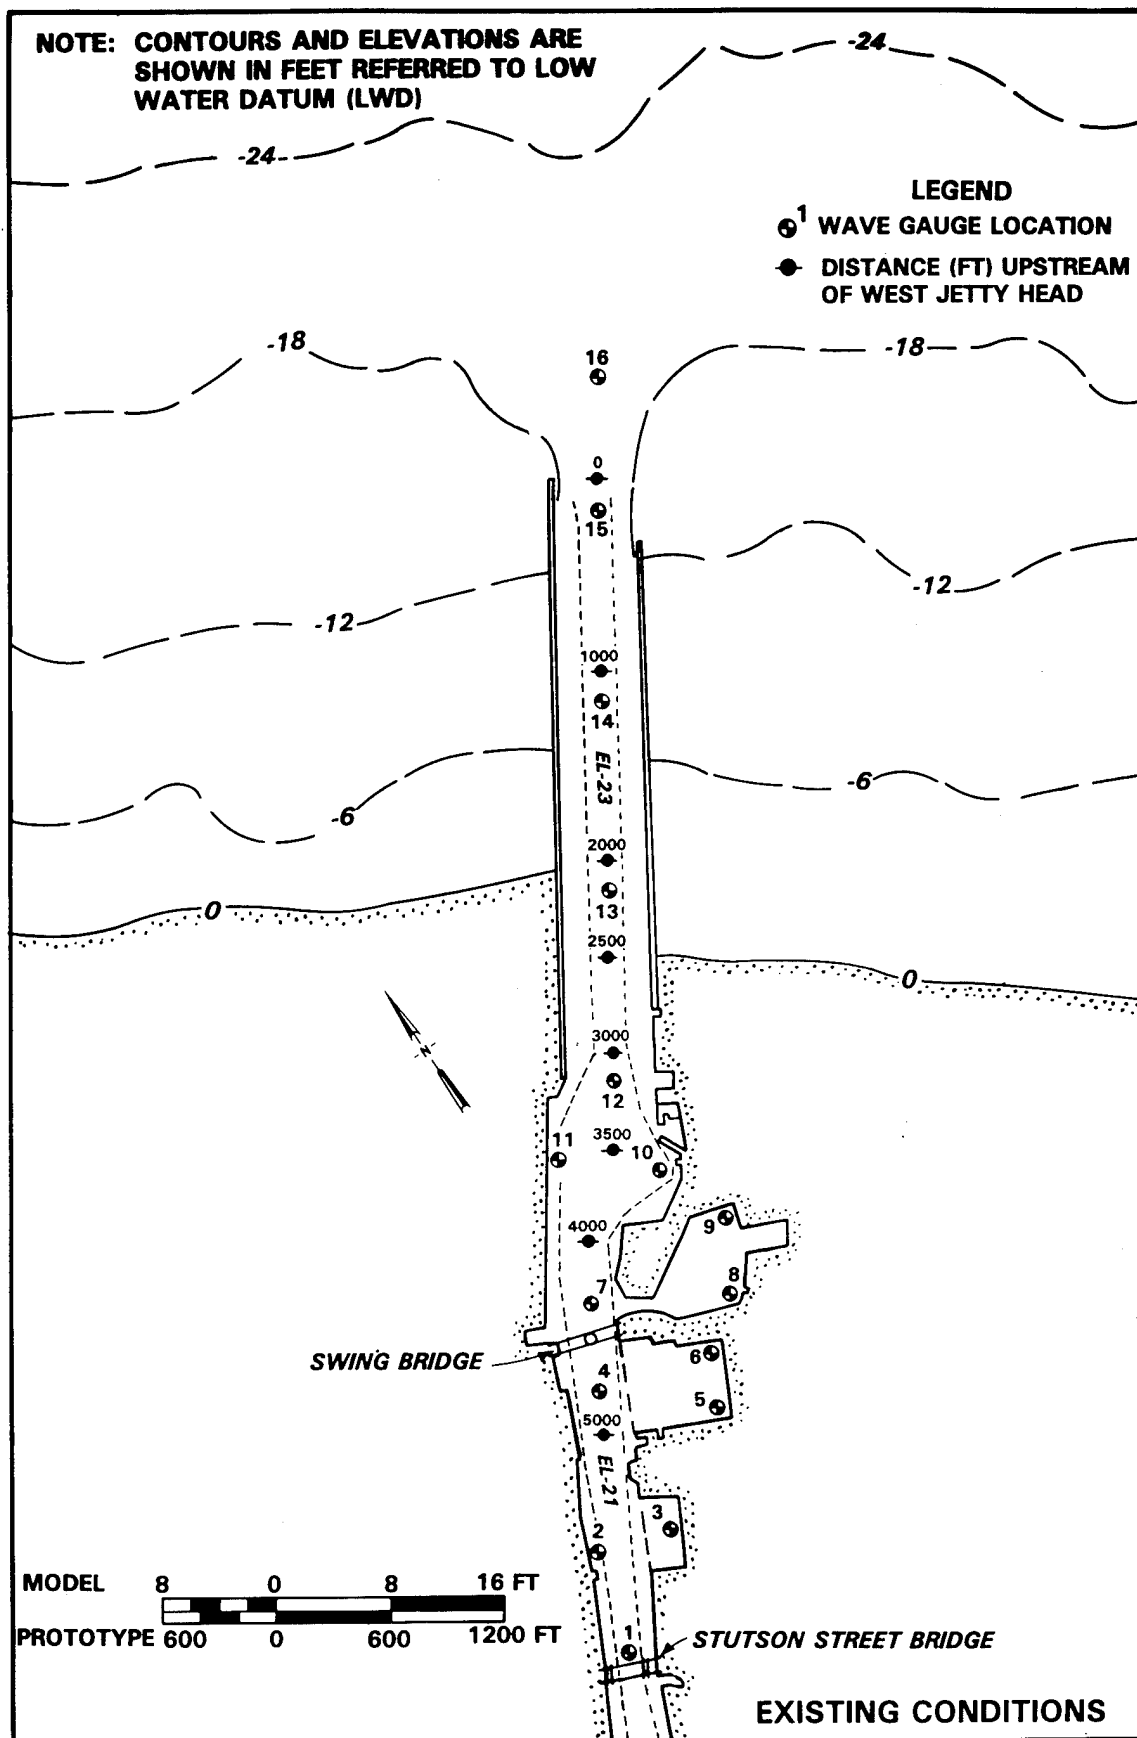 NOTE: CONTOURS AND ELEVATIONS ARE
SHOWN IN FEET REFERRED TO LOW
WATER DATUM (LWD)
-24
-24
LEGEND
1 WAVE GAUGE LOCATION
DISTANCE (FT) UPSTREAM
OF WEST JETTY HEAD
-18
-18
16
0
15
-12
-12
1000
14
EL-23
-6
-6
2000
13
0
2500
0
3000
N
12
3500
11
10
4000
9
8
7
SWING BRIDGE
6
4
5
5000
EL-21
3
2
MODEL 8 0 8 16 FT
PROTOTYPE 600 0 600 1200 FT
1
STUTSON STREET BRIDGE
EXISTING CONDITIONS